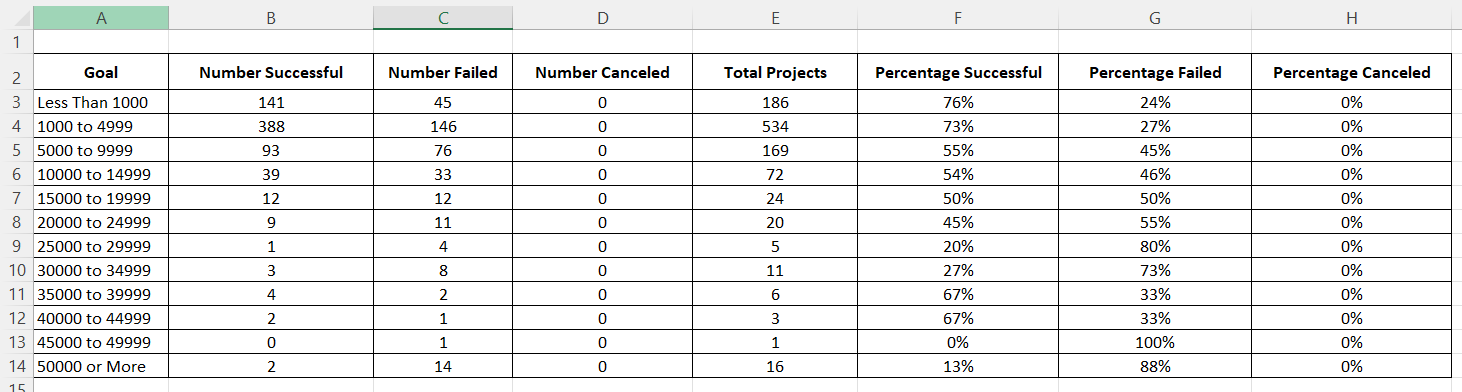 A B C D E F G H
1
2 Goal Number Successful Number Failed Number Canceled Total Projects Percentage Successful Percentage Failed Percentage Canceled
3 Less Than 1000 141 45 0 186 76% 24% 0%
4 1000 to 4999 388 146 0 534 73% 27% 0%
5 5000 to 9999 93 76 0 169 55% 45% 0%
6 10000 to 14999 39 33 0 72 54% 46% 0%
7 15000 to 19999 12 12 0 24 50% 50% 0%
8 20000 to 24999 9 11 0 20 45% 55% 0%
9 25000 to 29999 1 4 0 5 20% 80% 0%
10 30000 to 34999 3 8 0 11 27% 73% 0%
11 35000 to 39999 4 2 0 6 67% 33% 0%
12 40000 to 44999 2 1 0 3 67% 33% 0%
13 45000 to 49999 0 1 0 1 0% 100% 0%
14 50000 or More 2 14 0 16 13% 88% 0%
15